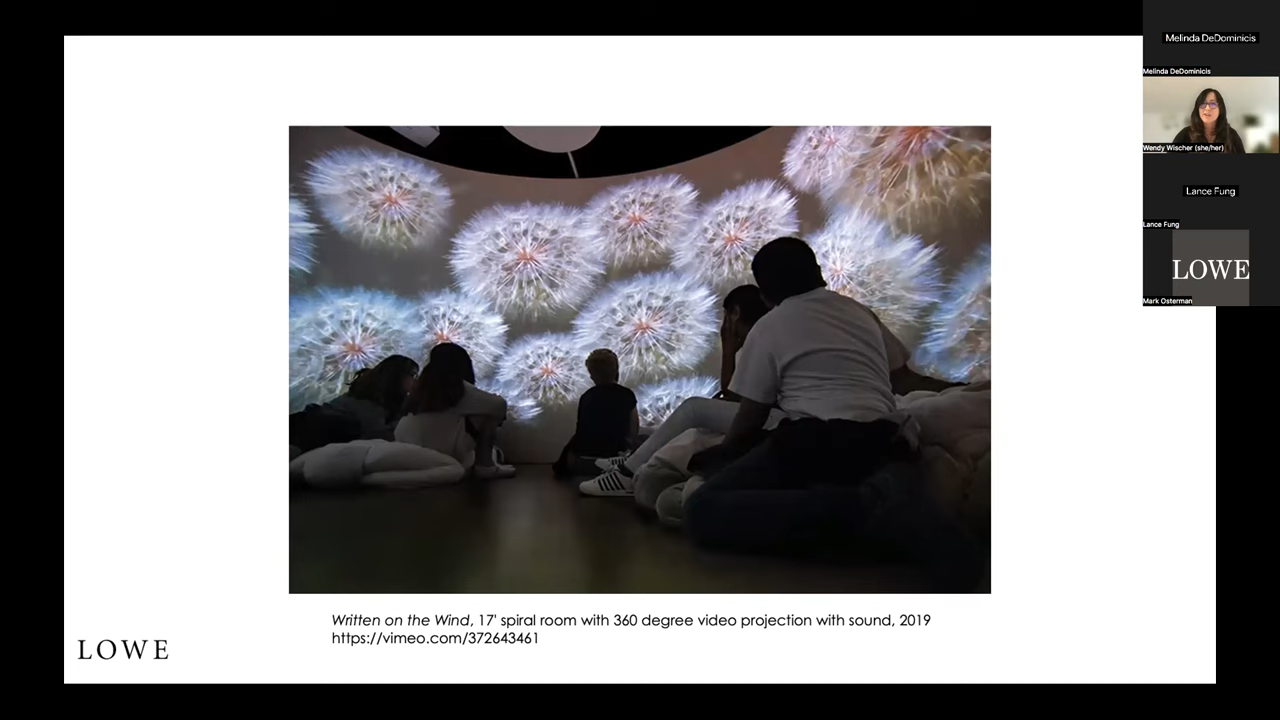 Melinda DeDominicis
Melinda DeDominicis
Wendy Wischer (she/her)
Lance Fung
Lance Fung
LOWE
Mark Osterman
Written on the Wind, 17' spiral room with 360 degree video projection with sound, 2019
https://vimeo.com/372643461
LOWE